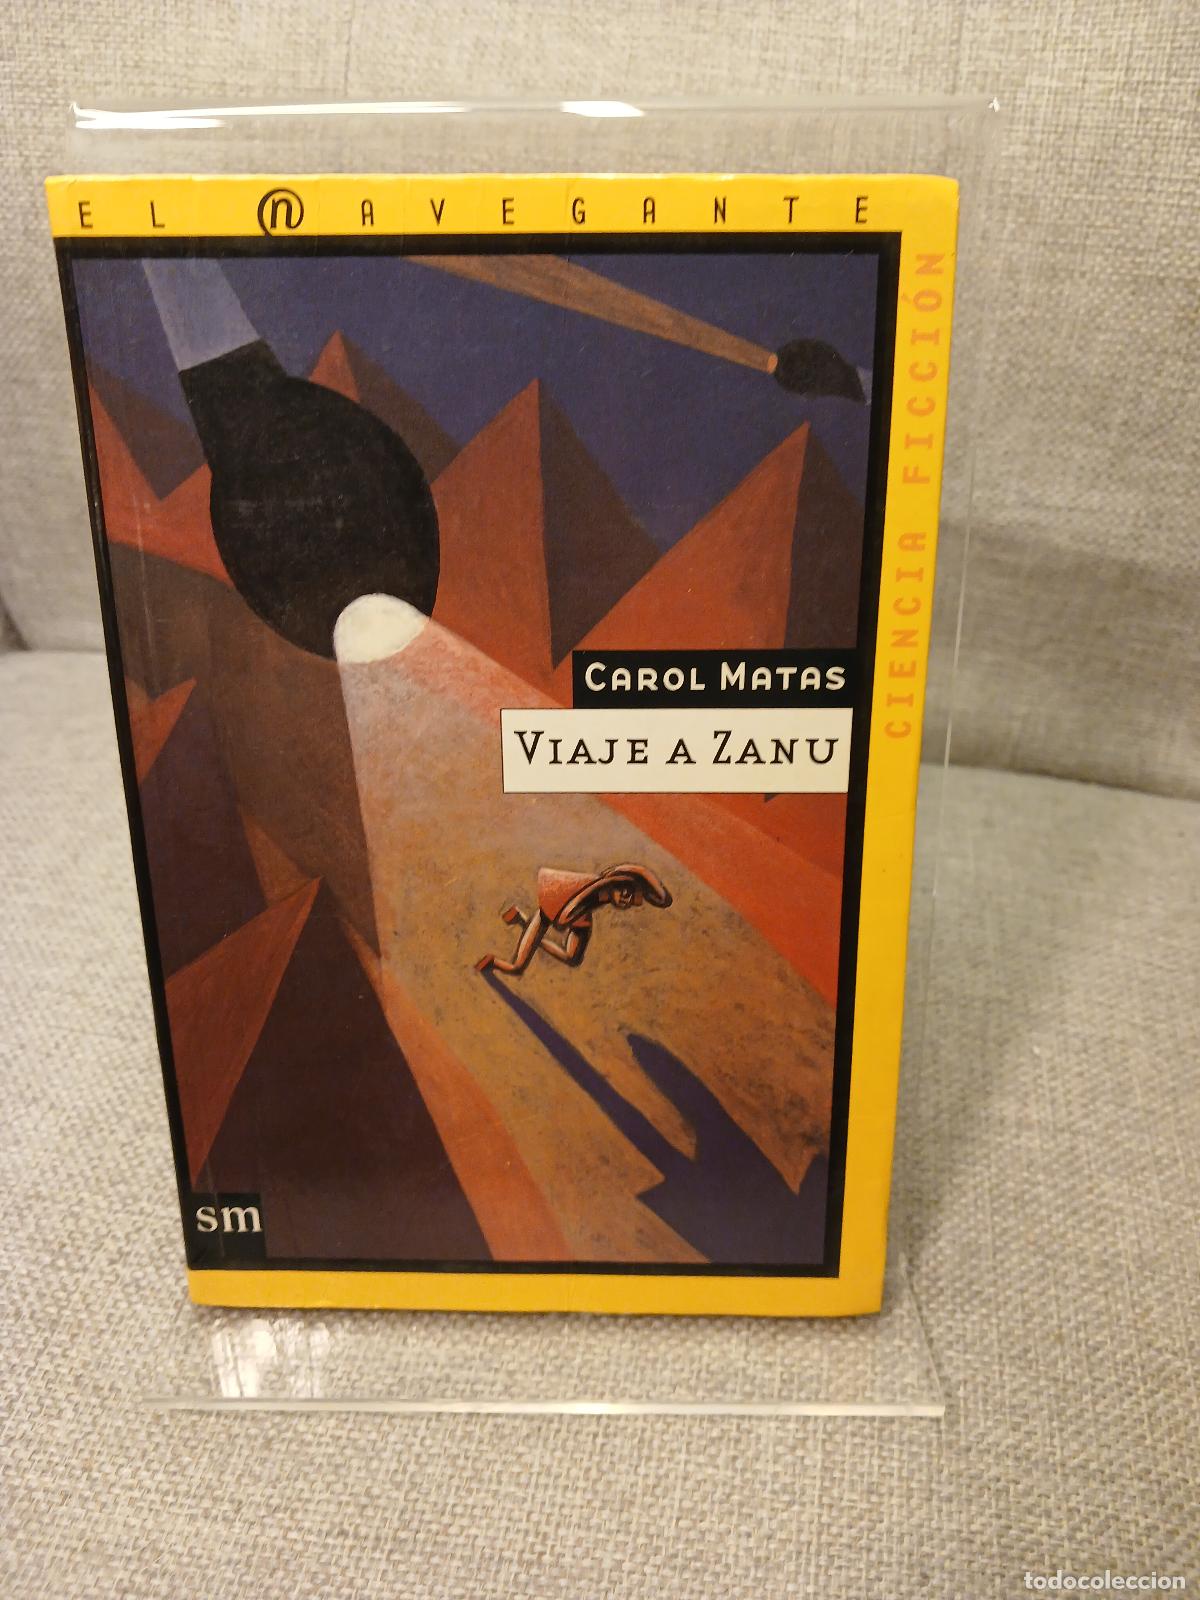 EL NAVEGANTE
CIENCIA FICCIÓN
CAROL MATAS
VIAJE A ZANU
sm
todocoleccion